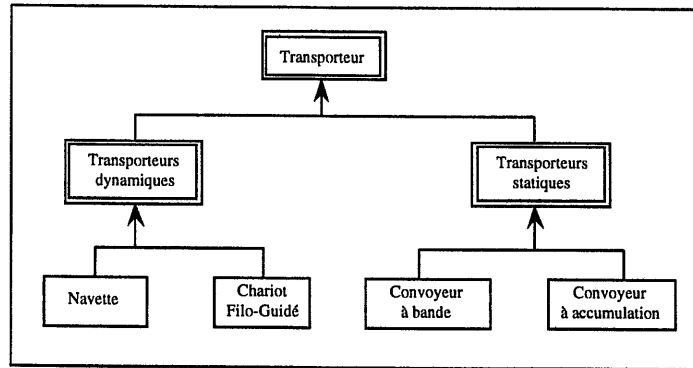 Transporteur
Transporteurs
dynamiques
Transporteurs
statiques
Navette
Chariot
Filo-Guidé
Convoyeur
à bande
Convoyeur
à accumulation